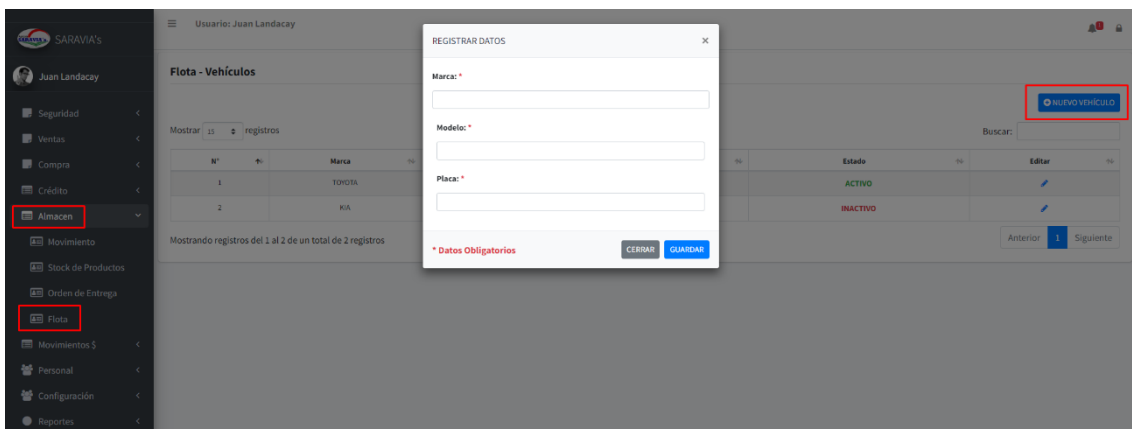 SARAVIA's
Usuario: Juan Landacay
Juan Landacay
Seguridad
Ventas
Compra
Crédito
Almacen
Movimiento
Stock de Productos
Orden de Entrega
Flota
Movimientos $
Personal
Configuración
Reportes
Flota - Vehículos
NUEVO VEHÍCULO
Mostrar 15 registros
Buscar:
N° Marca Estado Editar
1 TOYOTA ACTIVO
2 KIA INACTIVO
Mostrando registros del 1 al 2 de un total de 2 registros
Anterior 1 Siguiente
REGISTRAR DATOS ×
Marca: *
Modelo: *
Placa: *
* Datos Obligatorios
CERRAR GUARDAR